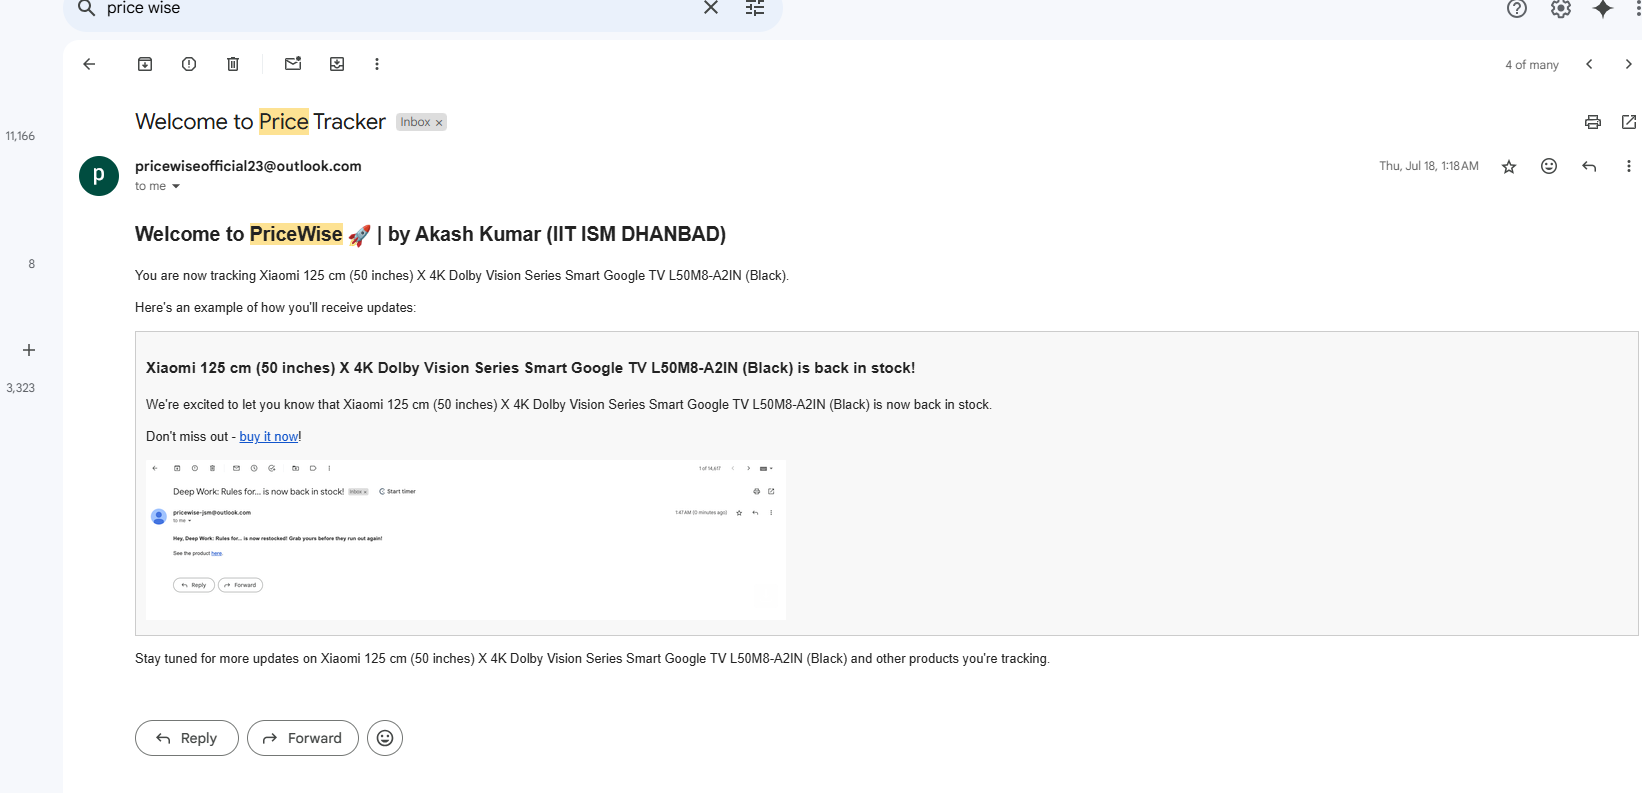 price wise
4 of many
Welcome to Price Tracker Inbox ×
11,166
pricewiseofficial23@outlook.com
Thu, Jul 18, 1:18 AM
to me
p
Welcome to PriceWise 🚀 | by Akash Kumar (IIT ISM DHANBAD)
8
You are now tracking Xiaomi 125 cm (50 inches) X 4K Dolby Vision Series Smart Google TV L50M8-A2IN (Black).
Here's an example of how you'll receive updates:
3,323
Xiaomi 125 cm (50 inches) X 4K Dolby Vision Series Smart Google TV L50M8-A2IN (Black) is back in stock!
We're excited to let you know that Xiaomi 125 cm (50 inches) X 4K Dolby Vision Series Smart Google TV L50M8-A2IN (Black) is now back in stock.
Don't miss out - buy it now!
1 of 14,617
Deep Work: Rules for... is now back in stock! Inbox × Start timer
pricewise-jsm@outlook.com
1:47 AM (0 minutes ago)
to me
Hey, Deep Work: Rules for... is now restocked! Grab yours before they run out again!
See the product here.
Reply Forward
Stay tuned for more updates on Xiaomi 125 cm (50 inches) X 4K Dolby Vision Series Smart Google TV L50M8-A2IN (Black) and other products you're tracking.
Reply Forward